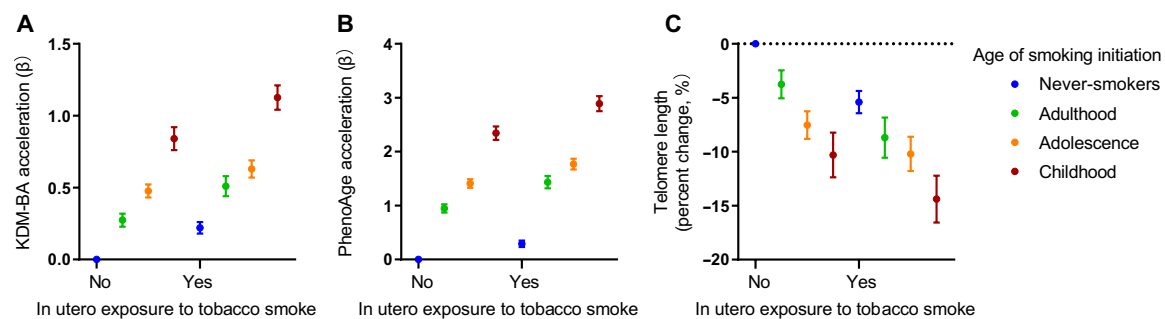 A
KDM-BA acceleration (β)
1.5
1.0
0.5
0.0
No
Yes
In utero exposure to tobacco smoke
B
PhenoAge acceleration (β)
4
3
2
1
0
No
Yes
In utero exposure to tobacco smoke
C
Telomere length
(percent change, %)
0
−5
−10
−15
−20
No
Yes
In utero exposure to tobacco smoke
Age of smoking initiation
Never-smokers
Adulthood
Adolescence
Childhood